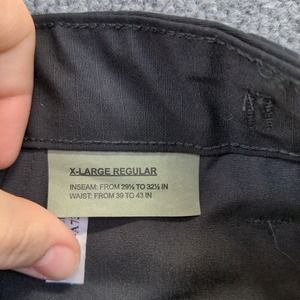 X-LARGE REGULAR
INSEAM: FROM 29½ TO 32½ IN
WAIST: FROM 39 TO 43 IN